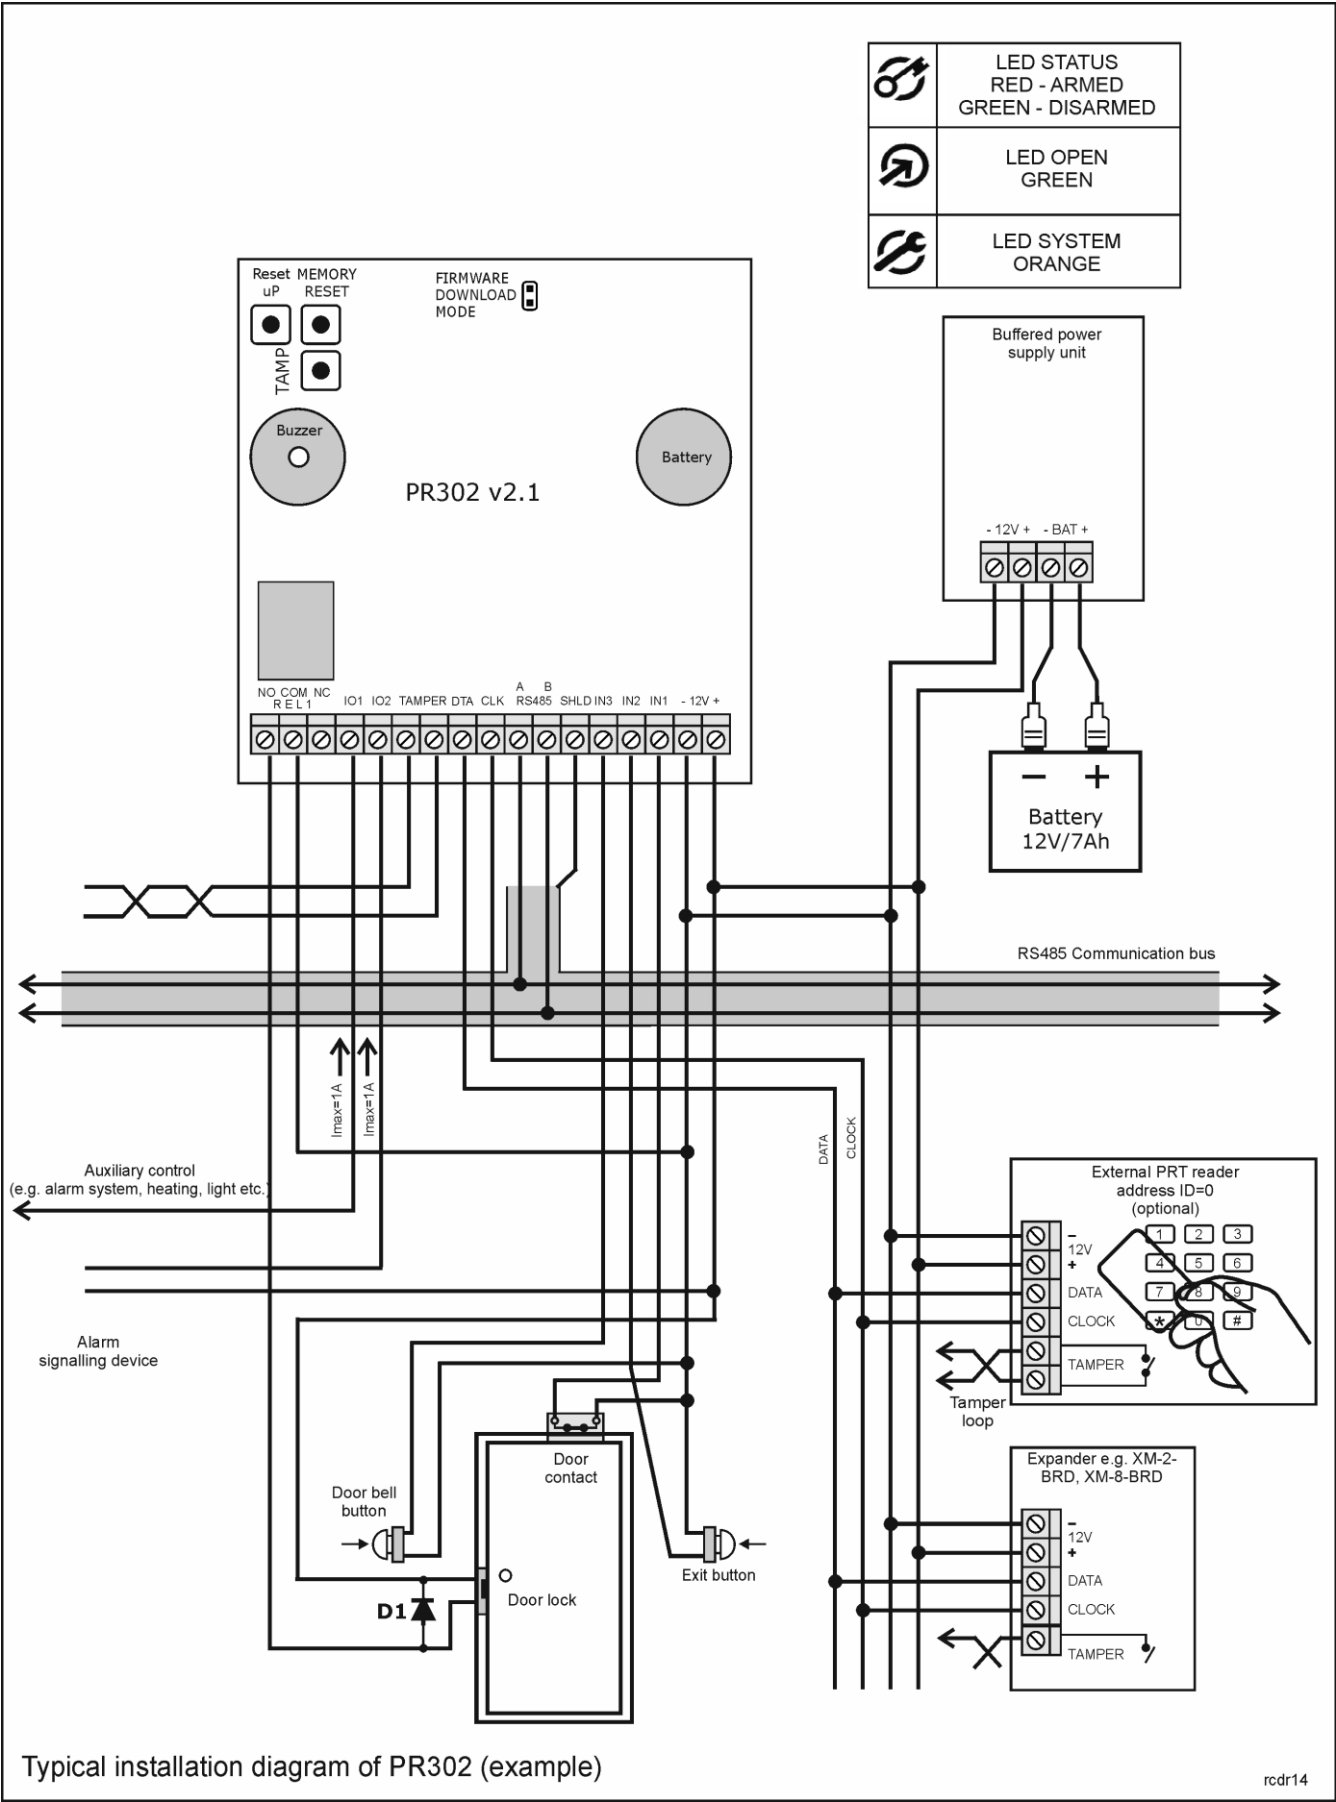 LED STATUS
RED - ARMED
GREEN - DISARMED
LED OPEN
GREEN
LED SYSTEM
ORANGE
Reset
uP
MEMORY
RESET
TAMP
FIRMWARE
DOWNLOAD
MODE
Buzzer
Battery
PR302 v2.1
NO COM NC
REL1
IO1 IO2 TAMPER DTA CLK
A B
RS485
SHLD IN3 IN2 IN1 - 12V +
Buffered power
supply unit
- 12V + - BAT +
− +
Battery
12V/7Ah
RS485 Communication bus
Imax=1A
Imax=1A
DATA
CLOCK
Auxiliary control
(e.g. alarm system, heating, light etc.)
Alarm
signalling device
External PRT reader
address ID=0
(optional)
−
12V
+
DATA
CLOCK
TAMPER
1 2 3
4 5 6
7 8 9
* 0 #
Tamper
loop
Door
contact
Door bell
button
Exit button
Door lock
D1
Expander e.g. XM-2-
BRD, XM-8-BRD
−
12V
+
DATA
CLOCK
TAMPER
Typical installation diagram of PR302 (example)
rcdr14